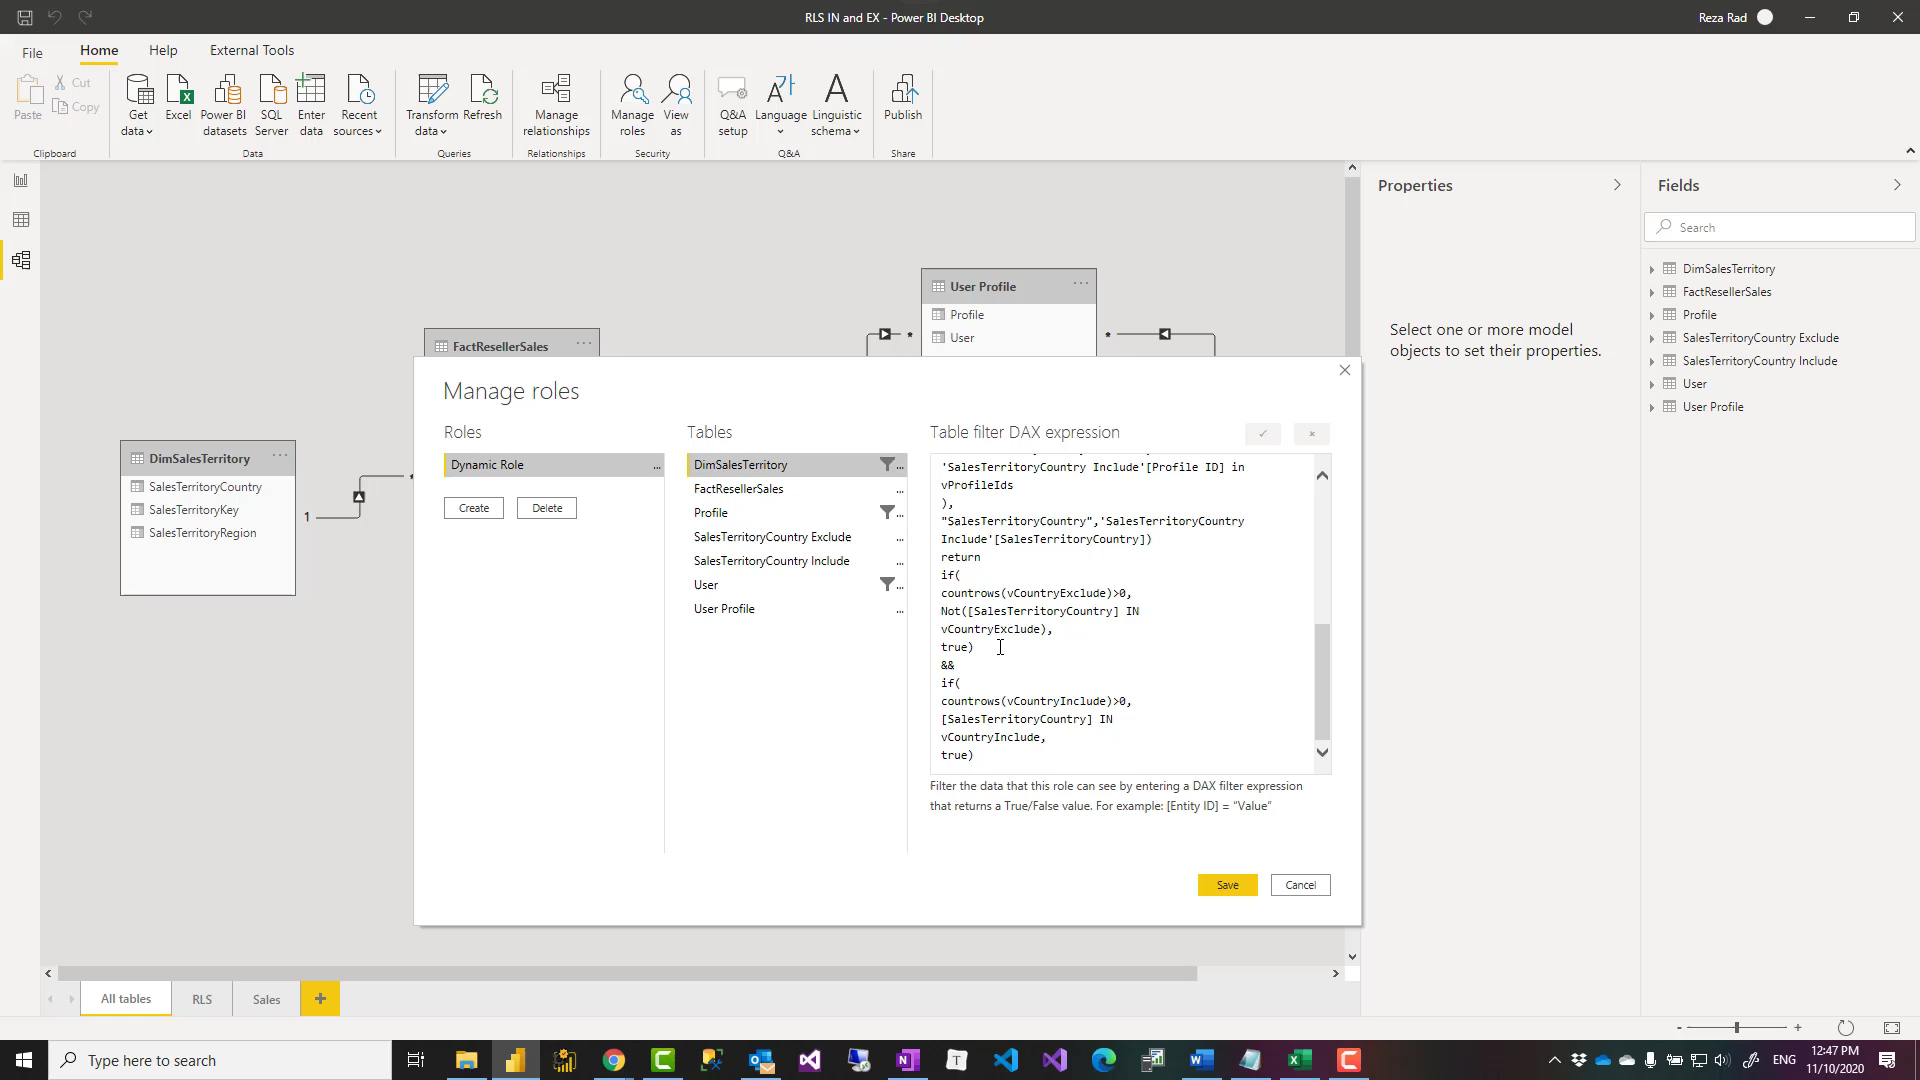 RLS IN and EX - Power BI Desktop
Reza Rad
File
Home
Help
External Tools
Paste
Cut
Copy
Get data
Excel
Power BI datasets
SQL Server
Enter data
Recent sources
Transform data
Refresh
Manage relationships
Manage roles
View as
Q&A setup
Language
Linguistic schema
Publish
Clipboard
Data
Queries
Relationships
Security
Q&A
Share
Properties
Select one or more model
objects to set their properties.
Fields
Search
DimSalesTerritory
FactResellerSales
Profile
SalesTerritoryCountry Exclude
SalesTerritoryCountry Include
User
User Profile
User Profile
Profile
User
FactResellerSales
DimSalesTerritory
SalesTerritoryCountry
SalesTerritoryKey
SalesTerritoryRegion
1
Manage roles
Roles
Dynamic Role
Create
Delete
Tables
DimSalesTerritory
FactResellerSales
Profile
SalesTerritoryCountry Exclude
SalesTerritoryCountry Include
User
User Profile
Table filter DAX expression
'SalesTerritoryCountry Include'[Profile ID] in
vProfileIds
),
"SalesTerritoryCountry",'SalesTerritoryCountry
Include'[SalesTerritoryCountry])
return
if(
countrows(vCountryExclude)>0,
Not([SalesTerritoryCountry] IN
vCountryExclude),
true)
&&
if(
countrows(vCountryInclude)>0,
[SalesTerritoryCountry] IN
vCountryInclude,
true)
Filter the data that this role can see by entering a DAX filter expression
that returns a True/False value. For example: [Entity ID] = "Value"
Save
Cancel
All tables
RLS
Sales
+
- +
Type here to search
ENG
12:47 PM
11/10/2020